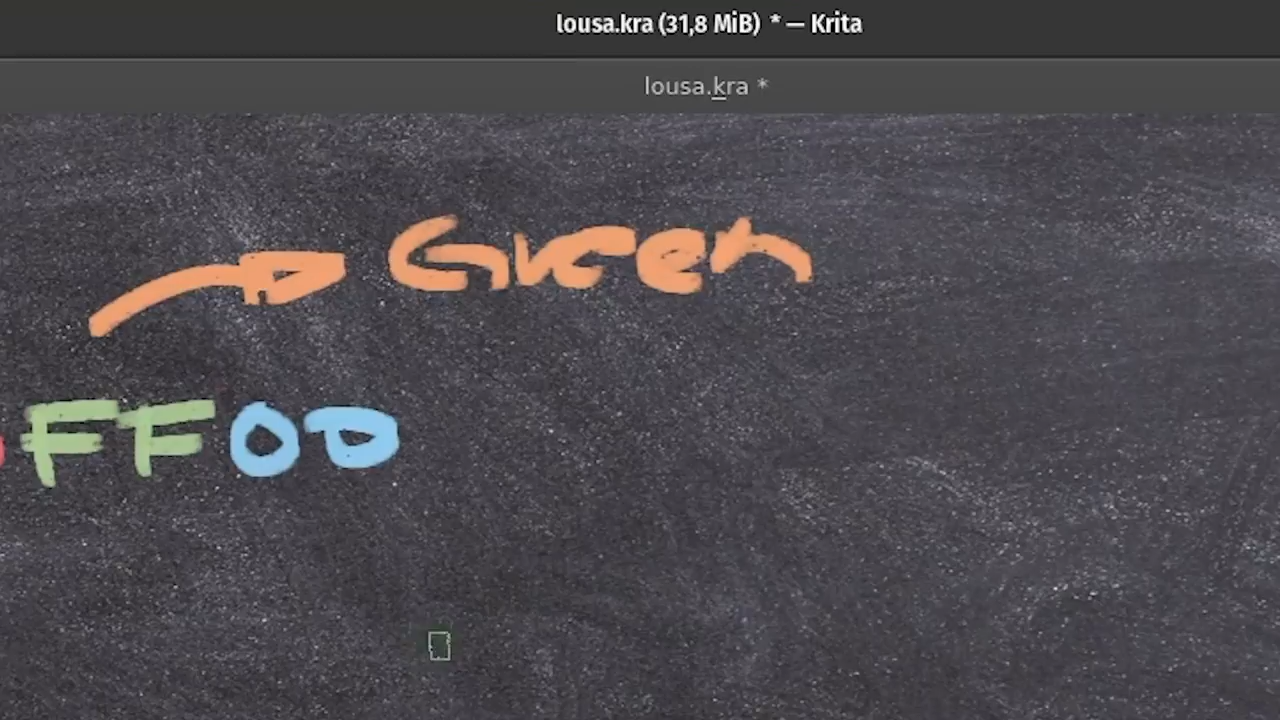 lousa.kra (31,8 MiB) * — Krita
lousa.kra *
Green
FF00